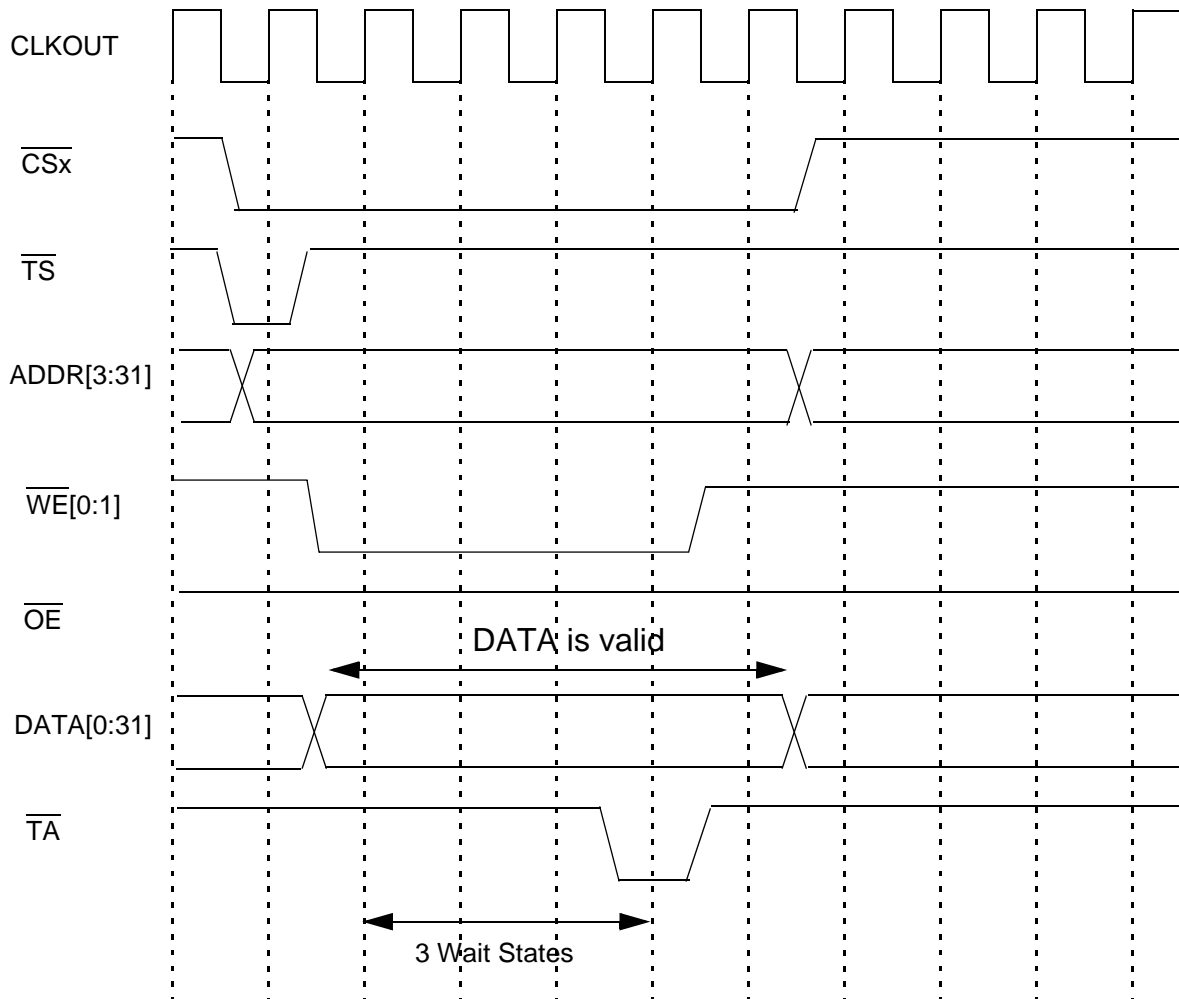 CLKOUT
CSx
TS
ADDR[3:31]
WE[0:1]
OE
DATA is valid
DATA[0:31]
TA
3 Wait States